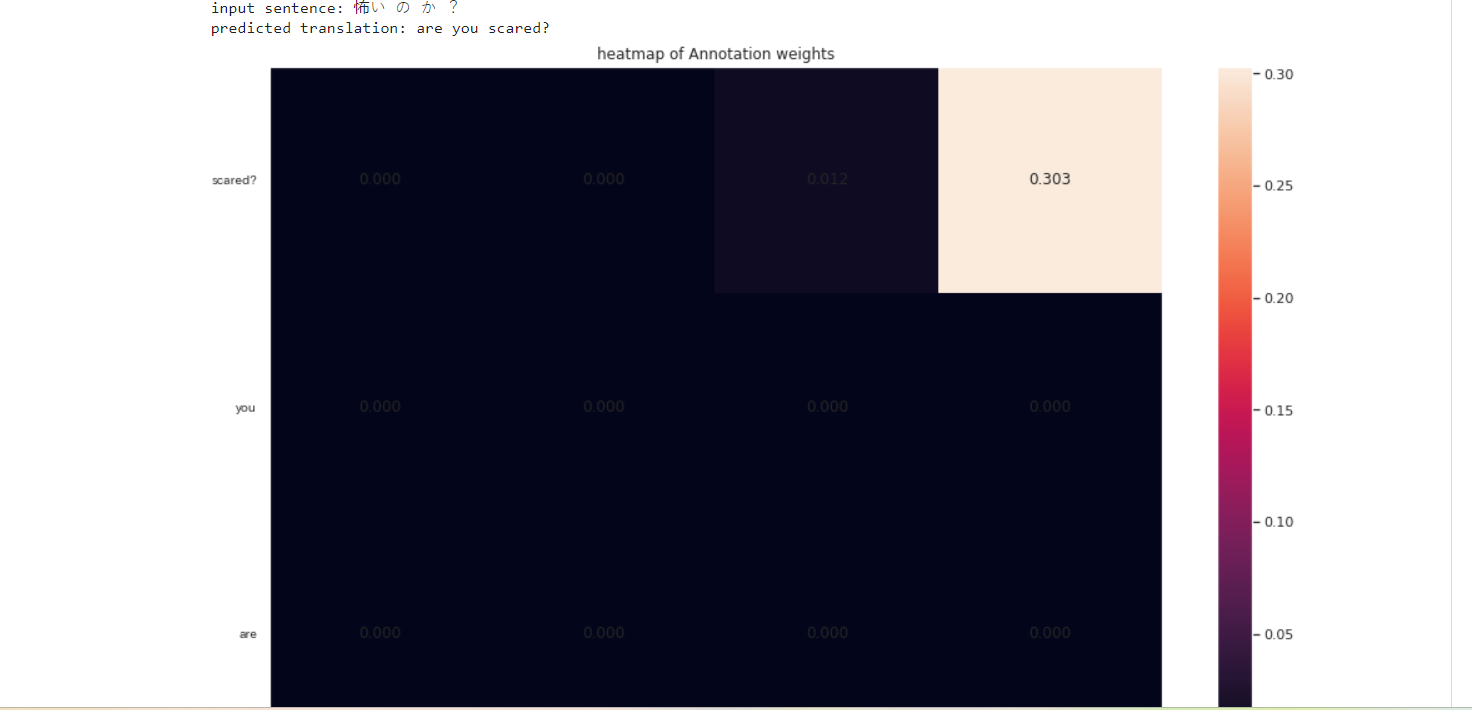 input sentence: 怖い の か ？
predicted translation: are you scared?
heatmap of Annotation weights
0.30
scared? 0.000 0.000 0.012 0.303
0.25
0.20
0.15
you 0.000 0.000 0.000 0.000
0.10
are 0.000 0.000 0.000 0.000
0.05